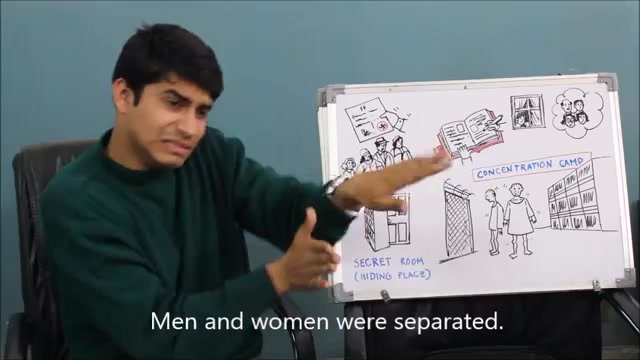 CONCENTRATION CAMP
SECRET ROOM
(HIDING PLACE)
Men and women were separated.